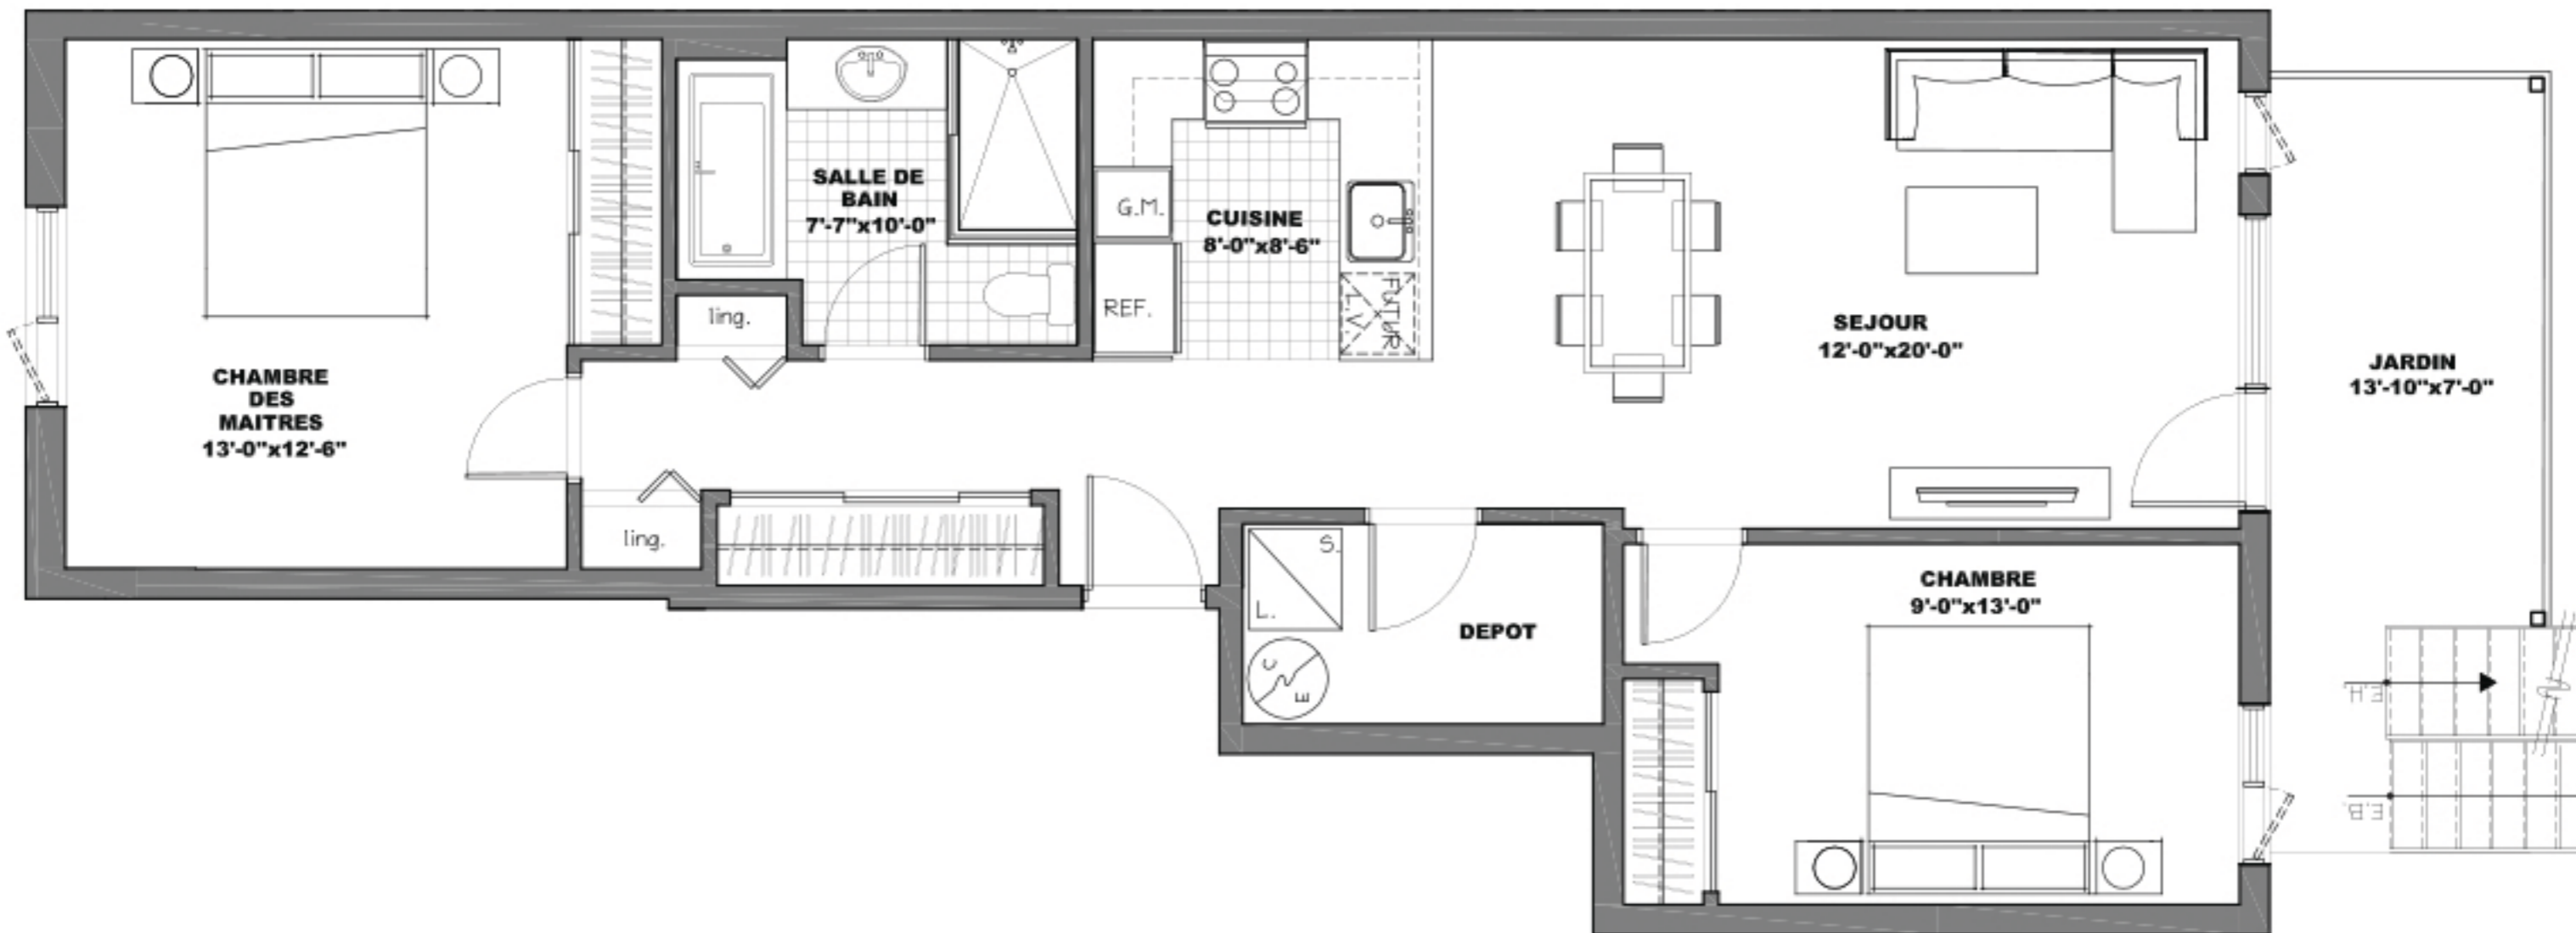 CHAMBRE
DES
MAITRES
13'-0"x12'-6"
SALLE DE
BAIN
7'-7"x10'-0"
ling.
ling.
G.M.
REF.
CUISINE
8'-0"x8'-6"
FUTUR
L.V.
SEJOUR
12'-0"x20'-0"
JARDIN
13'-10"x7'-0"
S.
L.
C
E
DEPOT
CHAMBRE
9'-0"x13'-0"
E.H.
E.B.